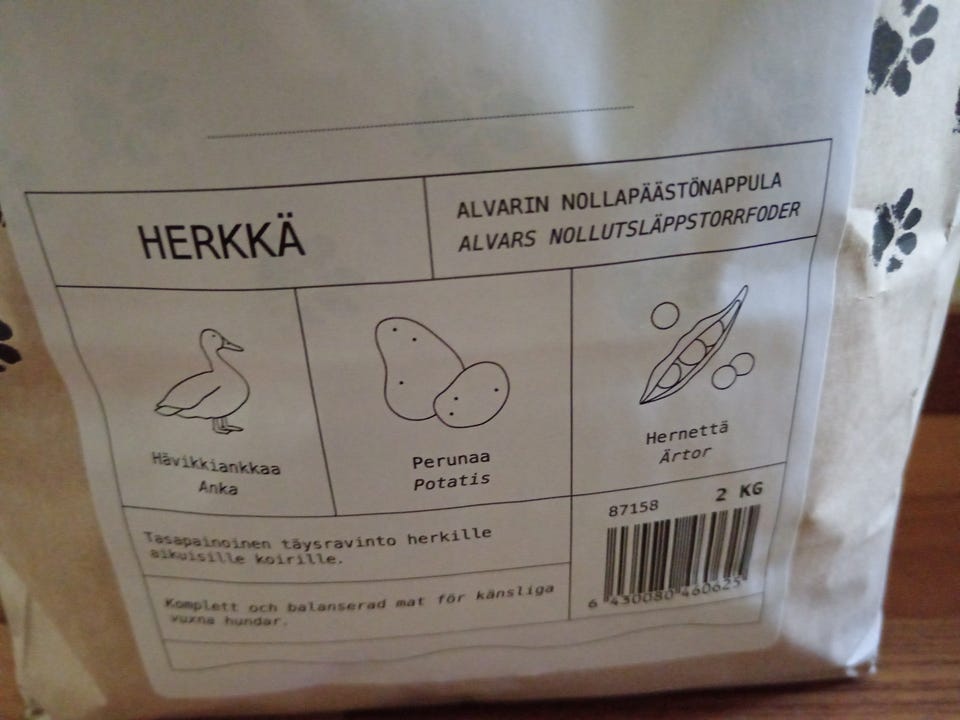 HERKKÄ
ALVARIN NOLLAPÄÄSTÖNAPPULA
ALVARS NOLLUTSLÄPPSTORRFODER
Hävikkiankkaa
Anka
Perunaa
Potatis
Hernettä
Ärtor
Tasapainoinen täysravinto herkille
aikuisille koirille.
Komplett och balanserad mat för känsliga
vuxna hundar.
87158 2 KG
6 430080 460625